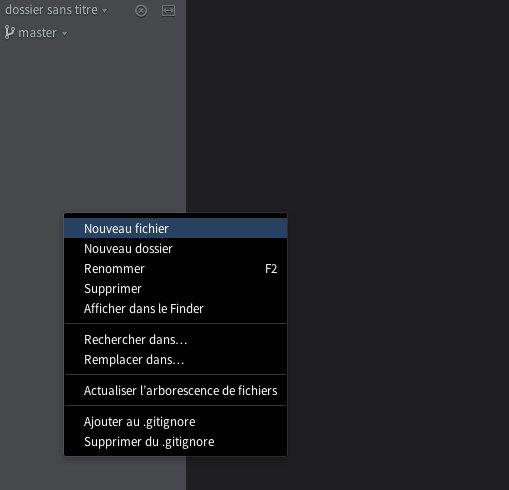 dossier sans titre
master
Nouveau fichier
Nouveau dossier
Renommer F2
Supprimer
Afficher dans le Finder
Rechercher dans…
Remplacer dans…
Actualiser l’arborescence de fichiers
Ajouter au .gitignore
Supprimer du .gitignore